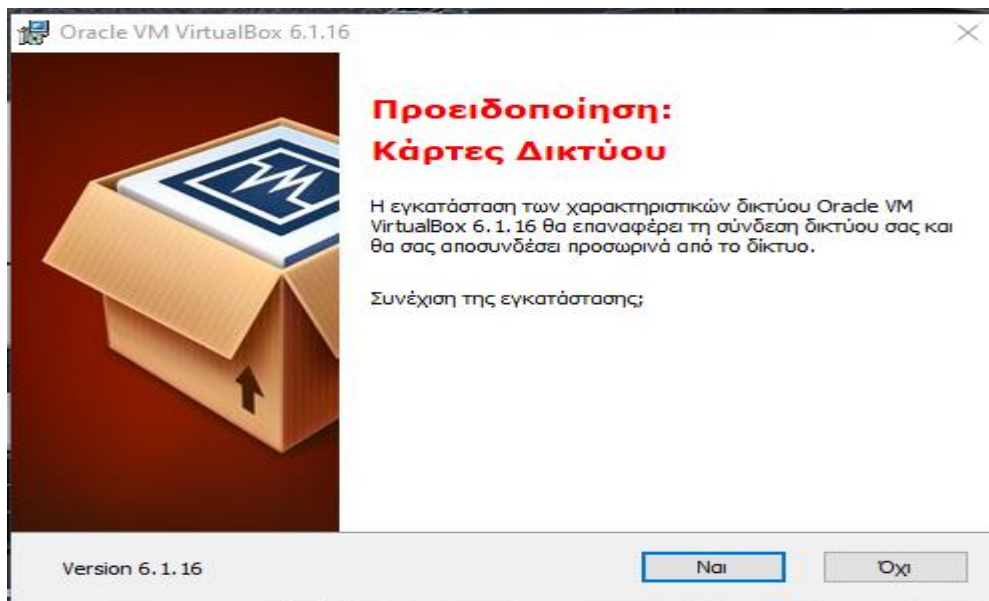 Oracle VM VirtualBox 6.1.16
Προειδοποίηση:
Κάρτες Δικτύου
Η εγκατάσταση των χαρακτηριστικών δικτύου Oracle VM
VirtualBox 6.1.16 θα επαναφέρει τη σύνδεση δικτύου σας και
θα σας αποσυνδέσει προσωρινά από το δίκτυο.
Συνέχιση της εγκατάστασης;
Version 6.1.16
Ναι
Όχι